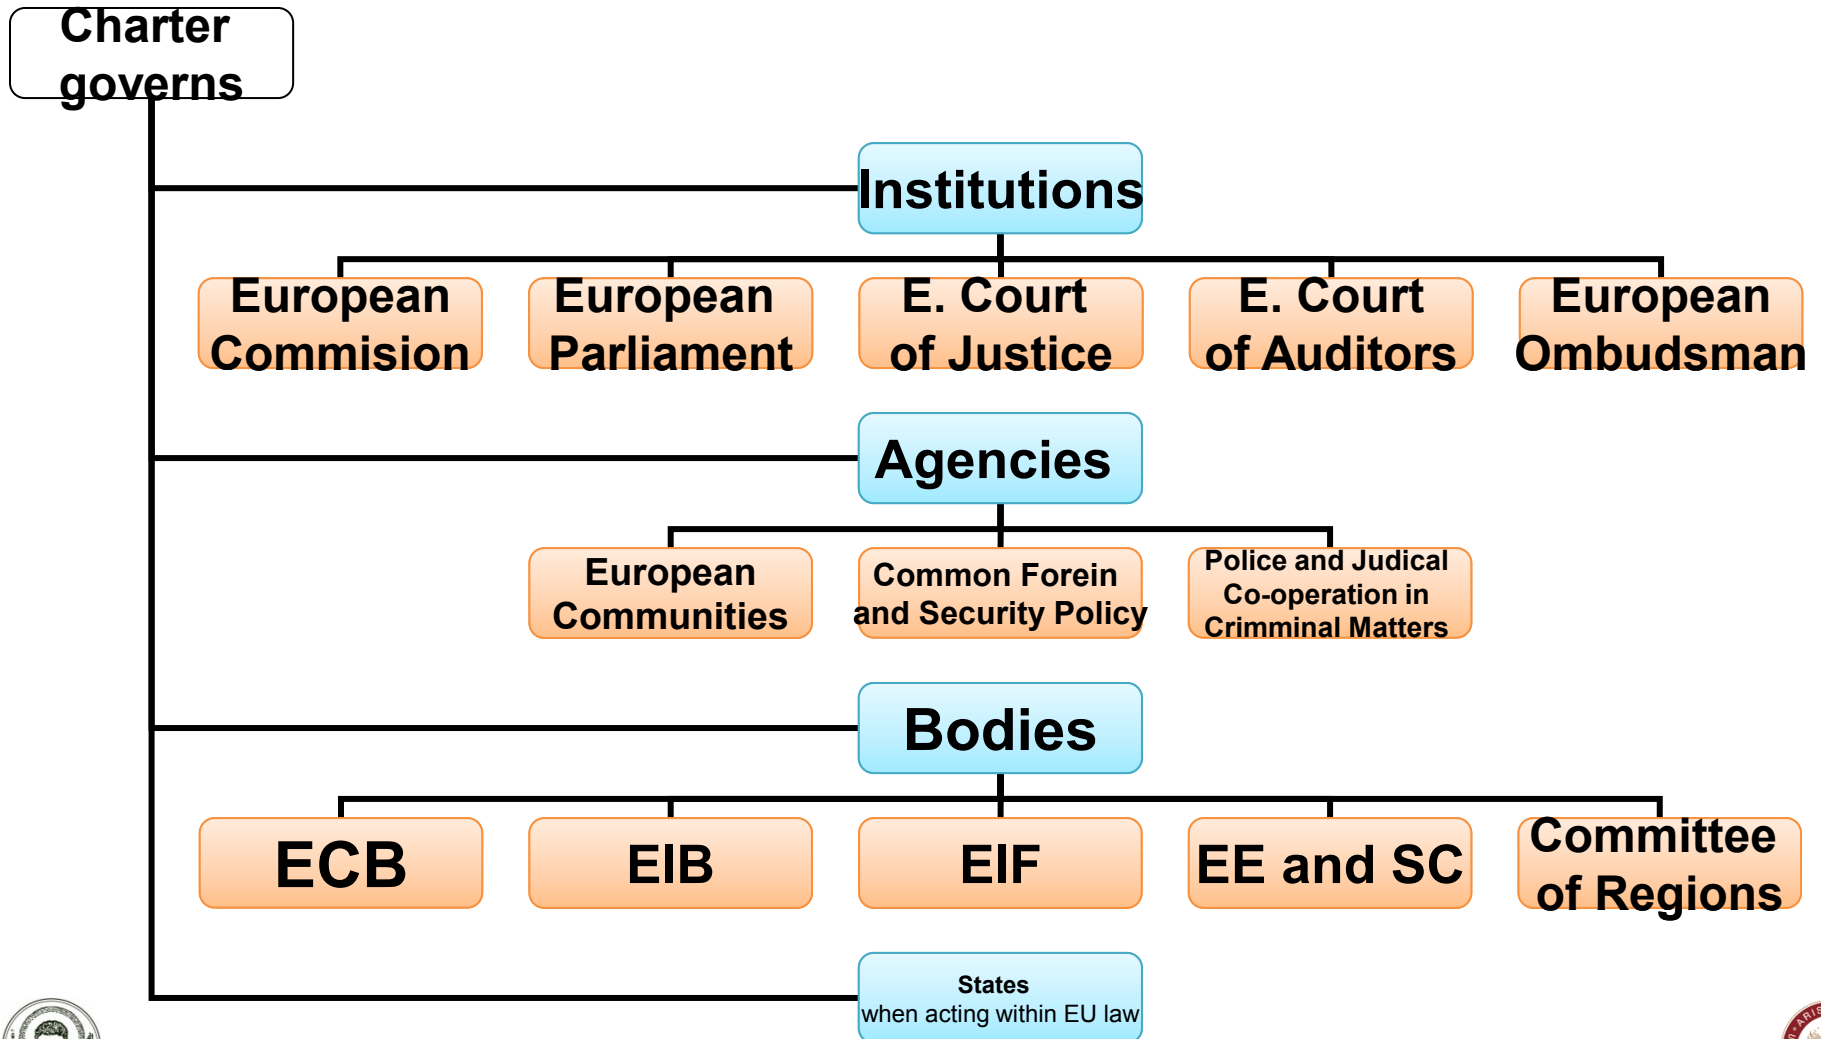 Charter
governs
Institutions
European
Commision
European
Parliament
E. Court
of Justice
E. Court
of Auditors
European
Ombudsman
Agencies
European
Communities
Common Forein
and Security Policy
Police and Judical
Co-operation in
Crimminal Matters
Bodies
ECB
EIB
EIF
EE and SC
Committee
of Regions
States
when acting within EU law